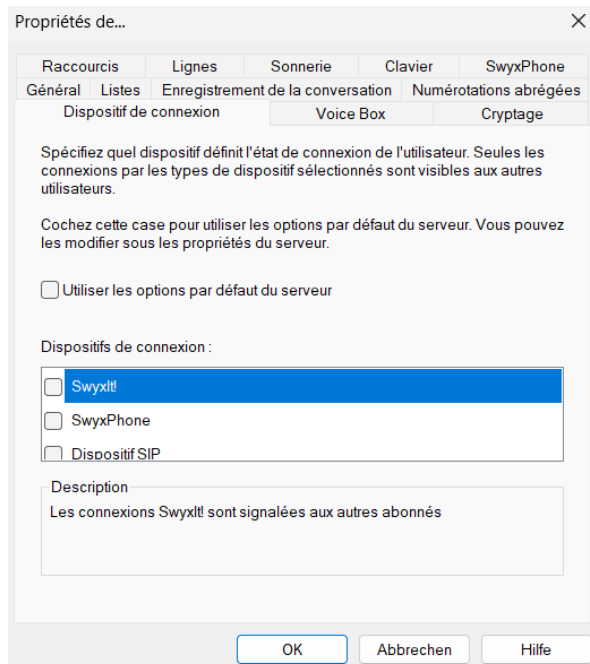 Propriétés de...
Raccourcis Lignes Sonnerie Clavier SwyxPhone
Général Listes Enregistrement de la conversation Numérotations abrégées
Dispositif de connexion Voice Box Cryptage
Spécifiez quel dispositif définit l'état de connexion de l'utilisateur. Seules les
connexions par les types de dispositif sélectionnés sont visibles aux autres
utilisateurs.
Cochez cette case pour utiliser les options par défaut du serveur. Vous pouvez
les modifier sous les propriétés du serveur.
Utiliser les options par défaut du serveur
Dispositifs de connexion :
SwyxIt!
SwyxPhone
Dispositif SIP
Description
Les connexions SwyxIt! sont signalées aux autres abonnés
OK Abbrechen Hilfe